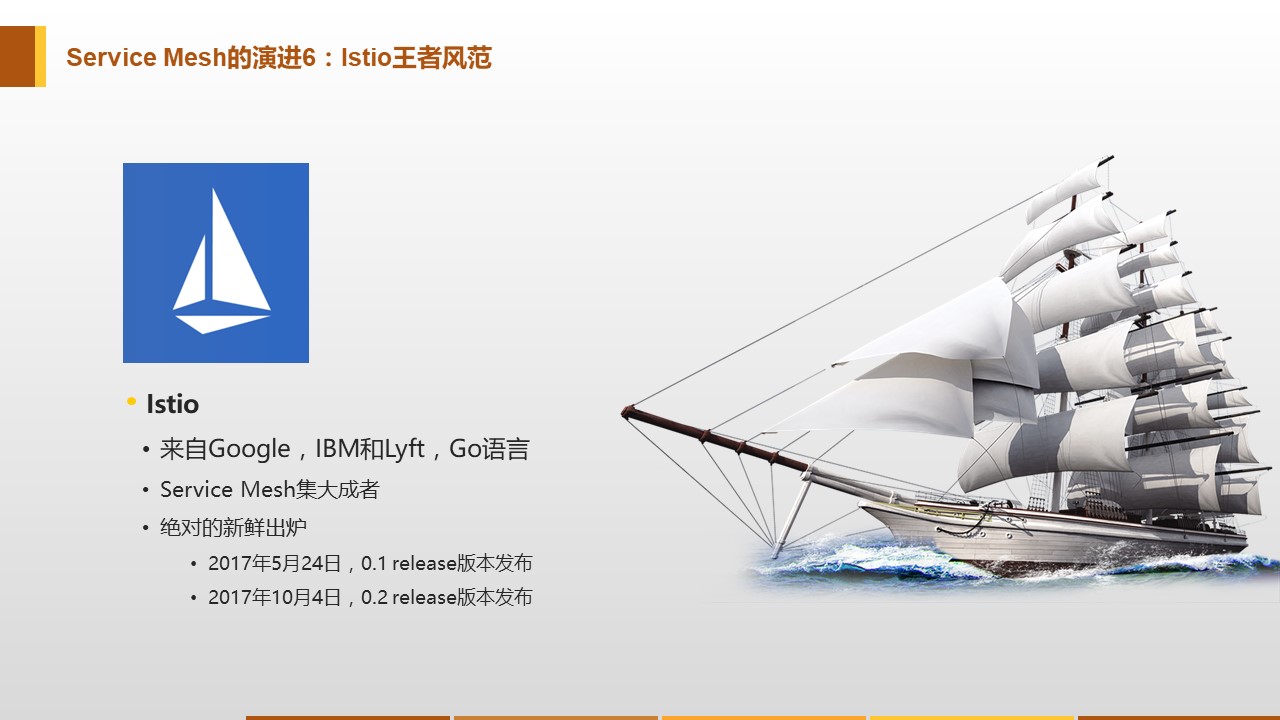 Service Mesh的演进6：Istio王者风范
Istio
来自Google，IBM和Lyft，Go语言
Service Mesh集大成者
绝对的新鲜出炉
2017年5月24日，0.1 release版本发布
2017年10月4日，0.2 release版本发布